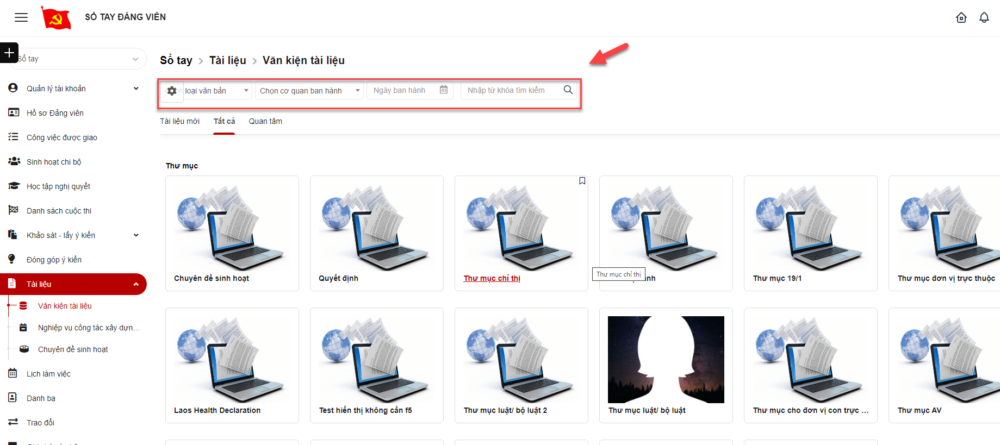 SỔ TAY ĐẢNG VIÊN
Sổ tay
Quản lý tài khoản
Hồ sơ Đảng viên
Công việc được giao
Sinh hoạt chi bộ
Học tập nghị quyết
Danh sách cuộc thi
Khảo sát - lấy ý kiến
Đóng góp ý kiến
Tài liệu
Văn kiện tài liệu
Nghiệp vụ công tác xây dựn...
Chuyên đề sinh hoạt
Lịch làm việc
Danh bạ
Trao đổi
Sổ tay > Tài liệu > Văn kiện tài liệu
loại văn bản Chọn cơ quan ban hành Ngày ban hành Nhập từ khóa tìm kiếm
Tài liệu mới Tất cả Quan tâm
Thư mục
Chuyên đề sinh hoạt
Quyết định
Thư mục chỉ thị
Thư mục chỉ thị
Thư mục 19/1
Thư mục đơn vị trực thuộc
Laos Health Declaration
Test hiển thị không cần f5
Thư mục luật/ bộ luật 2
Thư mục luật/ bộ luật
Thư mục cho đơn vị con trực ...
Thư mục AV